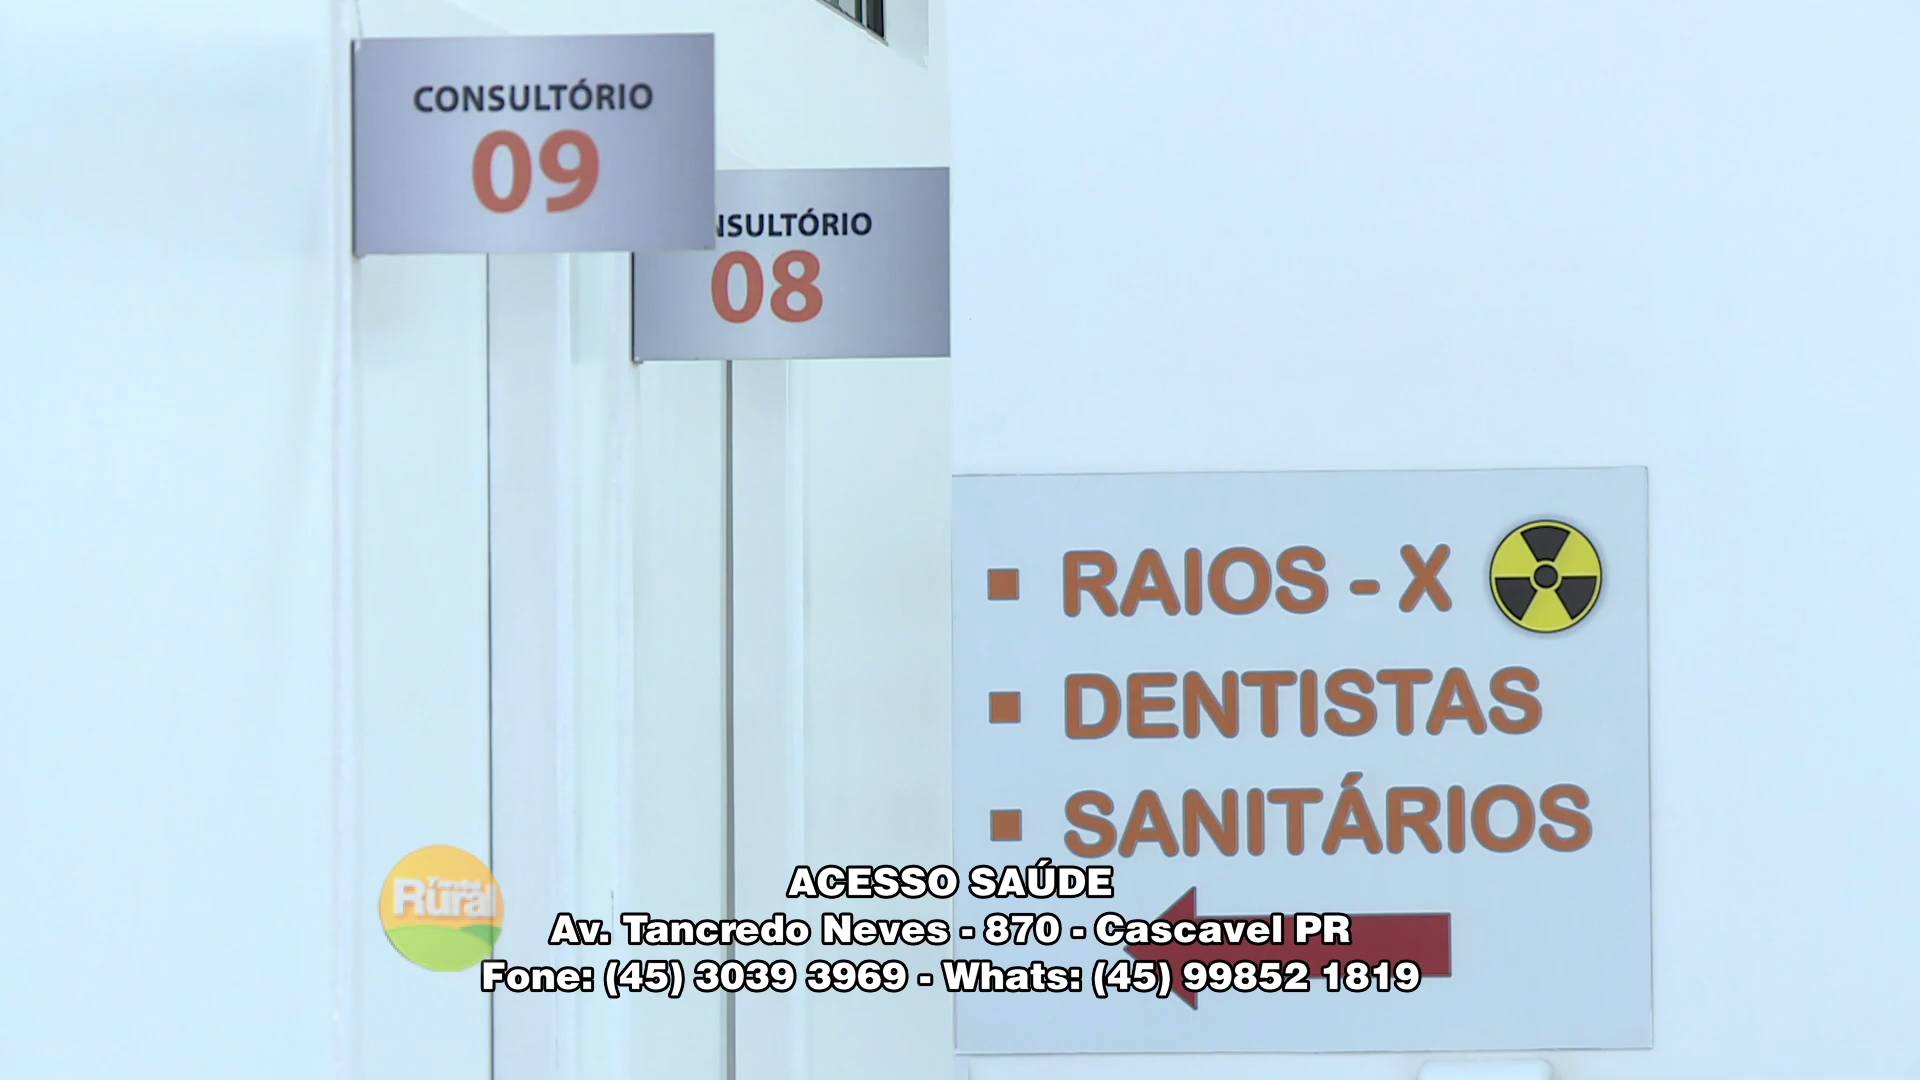 CONSULTÓRIO
09
NSULTÓRIO
08
▪ RAIOS - X
▪ DENTISTAS
▪ SANITÁRIOS
Rural
ACESSO SAÚDE
Av. Tancredo Neves - 870 - Cascavel PR
Fone: (45) 3039 3969 - Whats: (45) 99852 1819